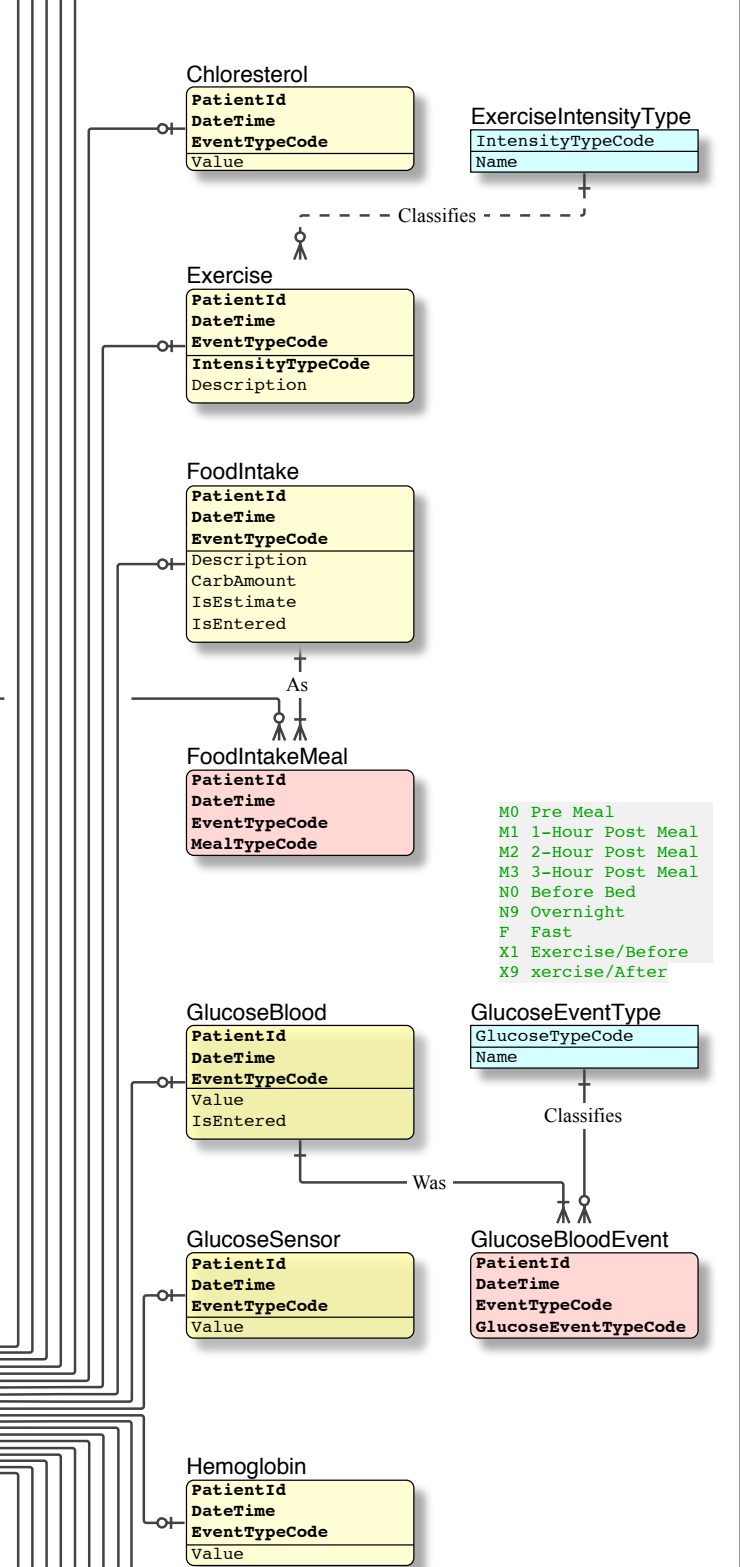 Chloresterol
PatientId
DateTime
EventTypeCode
Value
ExerciseIntensityType
IntensityTypeCode
Name
Classifies
Exercise
PatientId
DateTime
EventTypeCode
IntensityTypeCode
Description
FoodIntake
PatientId
DateTime
EventTypeCode
Description
CarbAmount
IsEstimate
IsEntered
As
FoodIntakeMeal
PatientId
DateTime
EventTypeCode
MealTypeCode
M0 Pre Meal
M1 1-Hour Post Meal
M2 2-Hour Post Meal
M3 3-Hour Post Meal
N0 Before Bed
N9 Overnight
F Fast
X1 Exercise/Before
X9 xercise/After
GlucoseBlood
PatientId
DateTime
EventTypeCode
Value
IsEntered
GlucoseEventType
GlucoseTypeCode
Name
Classifies
Was
GlucoseSensor
PatientId
DateTime
EventTypeCode
Value
GlucoseBloodEvent
PatientId
DateTime
EventTypeCode
GlucoseEventTypeCode
Hemoglobin
PatientId
DateTime
EventTypeCode
Value